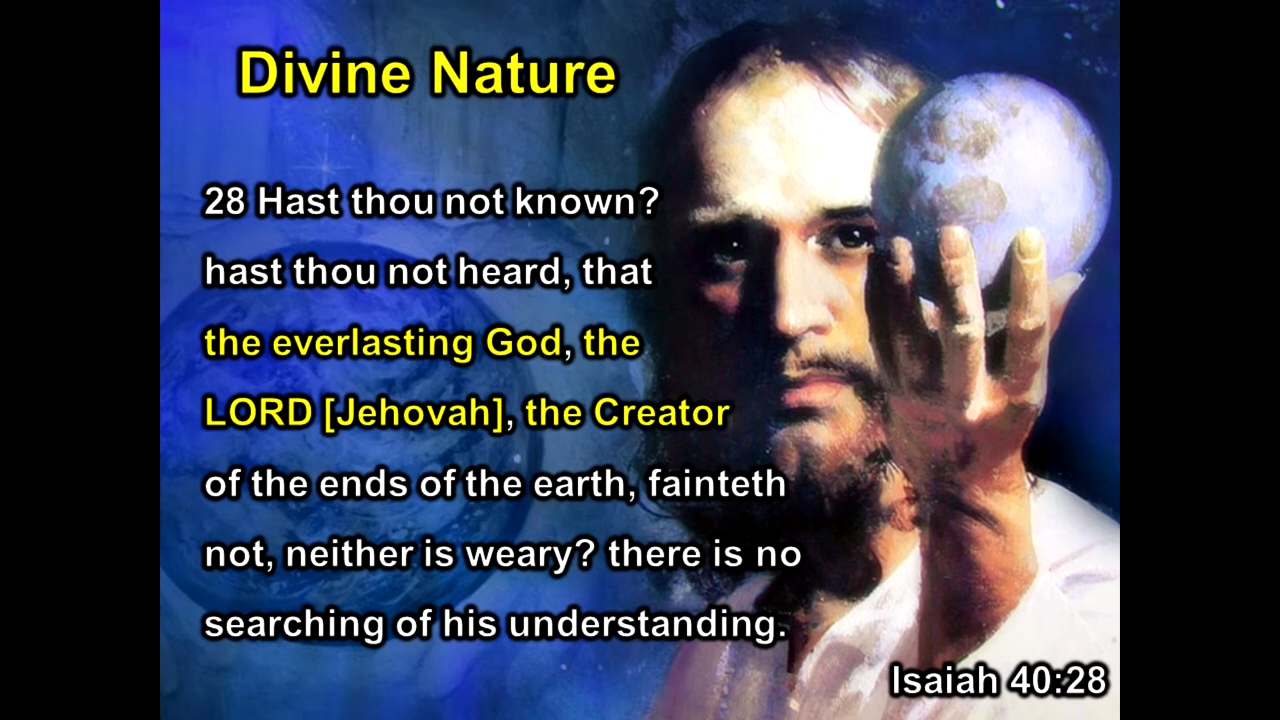 Divine Nature
28 Hast thou not known?
hast thou not heard, that
the everlasting God, the
LORD [Jehovah], the Creator
of the ends of the earth, fainteth
not, neither is weary? there is no
searching of his understanding.
Isaiah 40:28